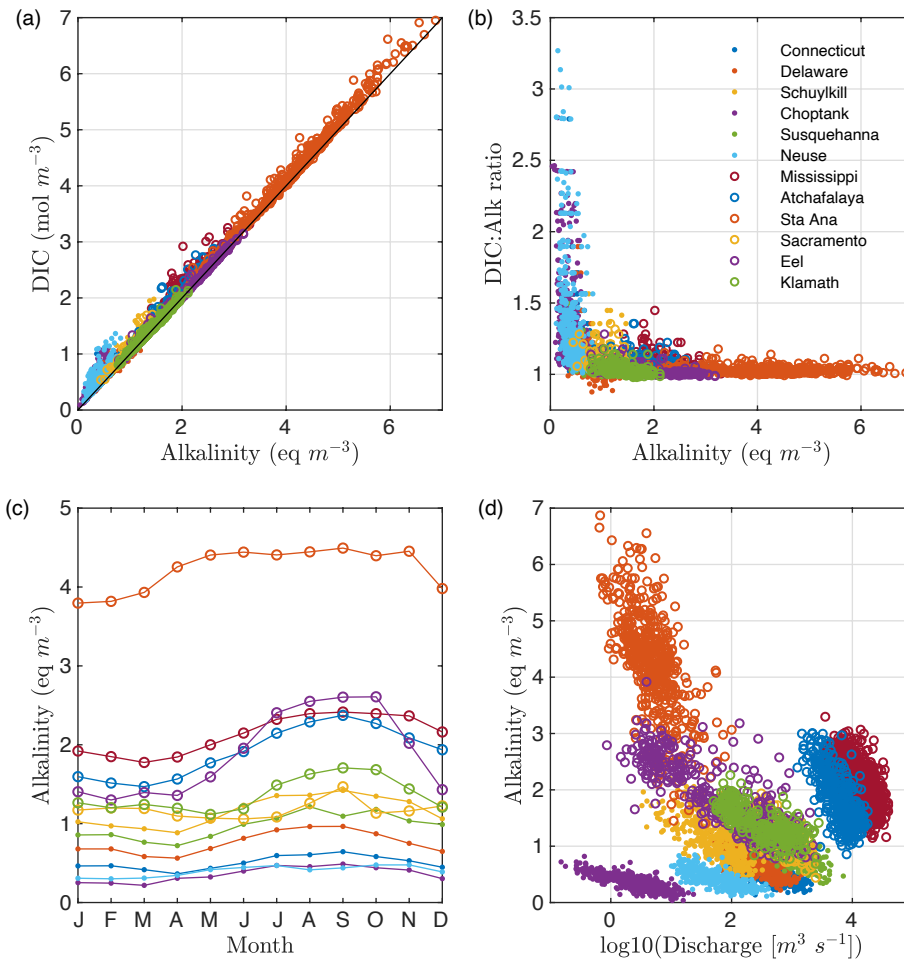 (a)
7
6
5
4
3
2
1
0
DIC (mol m⁻³)
0 2 4 6
Alkalinity (eq m⁻³)
(b)
3.5
3
2.5
2
1.5
1
DIC:Alk ratio
0 2 4 6
Alkalinity (eq m⁻³)
Connecticut
Delaware
Schuylkill
Choptank
Susquehanna
Neuse
Mississippi
Atchafalaya
Sta Ana
Sacramento
Eel
Klamath
(c)
5
4
3
2
1
0
Alkalinity (eq m⁻³)
J F M A M J J A S O N D
Month
(d)
7
6
5
4
3
2
1
0
Alkalinity (eq m⁻³)
0 2 4
log10(Discharge [m³ s⁻¹])